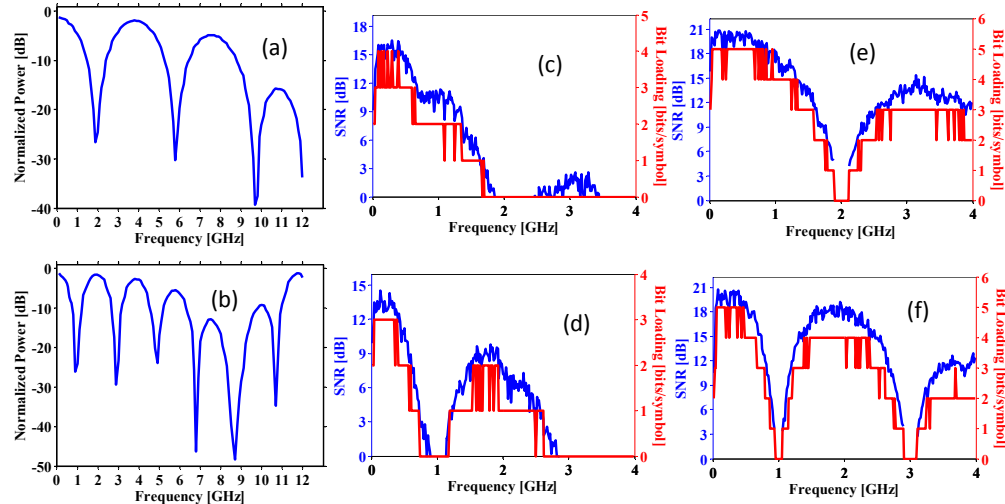 0
-10
-20
-30
-40
Normalized Power [dB]
(a)
0 1 2 3 4 5 6 7 8 9 10 11 12
Frequency [GHz]
18
15
12
9
6
3
0
SNR [dB]
(c)
5
4
3
2
1
0
Bit Loading [bits/symbol]
0 1 2 3 4
Frequency [GHz]
21
18
15
12
9
6
3
0
SNR [dB]
(e)
6
5
4
3
2
1
0
Bit Loading [bits/symbol]
0 1 2 3 4
Frequency [GHz]
0
-10
-20
-30
-40
-50
Normalized Power [dB]
(b)
0 1 2 3 4 5 6 7 8 9 10 11 12
Frequency [GHz]
15
12
9
6
3
0
SNR [dB]
(d)
4
3
2
1
0
Bit Loading [bits/symbol]
0 1 2 3 4
Frequency [GHz]
21
18
15
12
9
6
3
0
SNR [dB]
(f)
6
5
4
3
2
1
0
Bit Loading [bits/symbol]
0 1 2 3 4
Frequency [GHz]